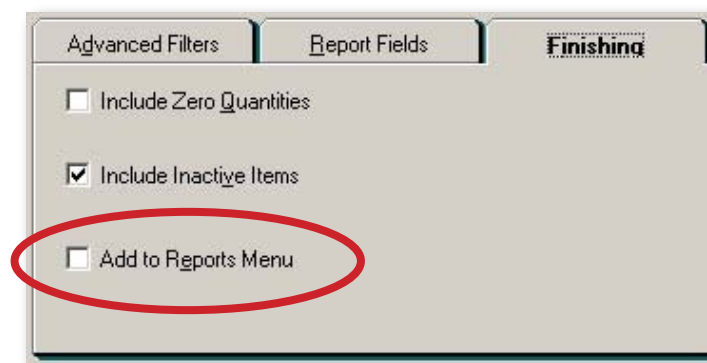 Advanced Filters Report Fields Finishing
Include Zero Quantities
Include Inactive Items
Add to Reports Menu